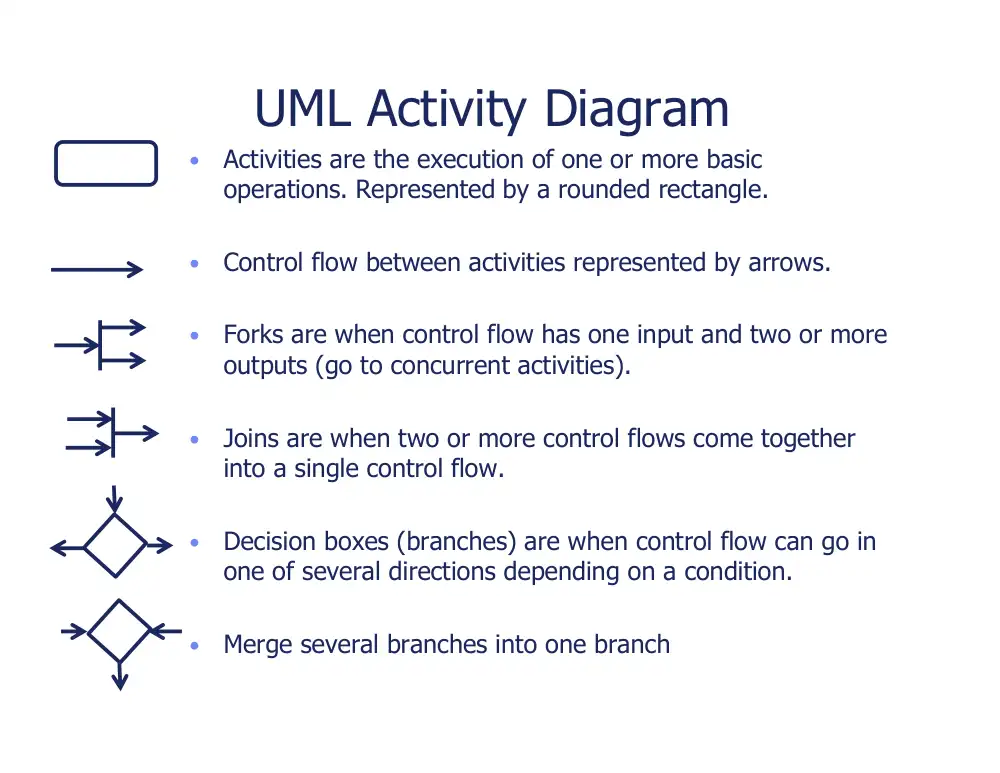 UML Activity Diagram
• Activities are the execution of one or more basic
operations. Represented by a rounded rectangle.
• Control flow between activities represented by arrows.
• Forks are when control flow has one input and two or more
outputs (go to concurrent activities).
• Joins are when two or more control flows come together
into a single control flow.
• Decision boxes (branches) are when control flow can go in
one of several directions depending on a condition.
• Merge several branches into one branch